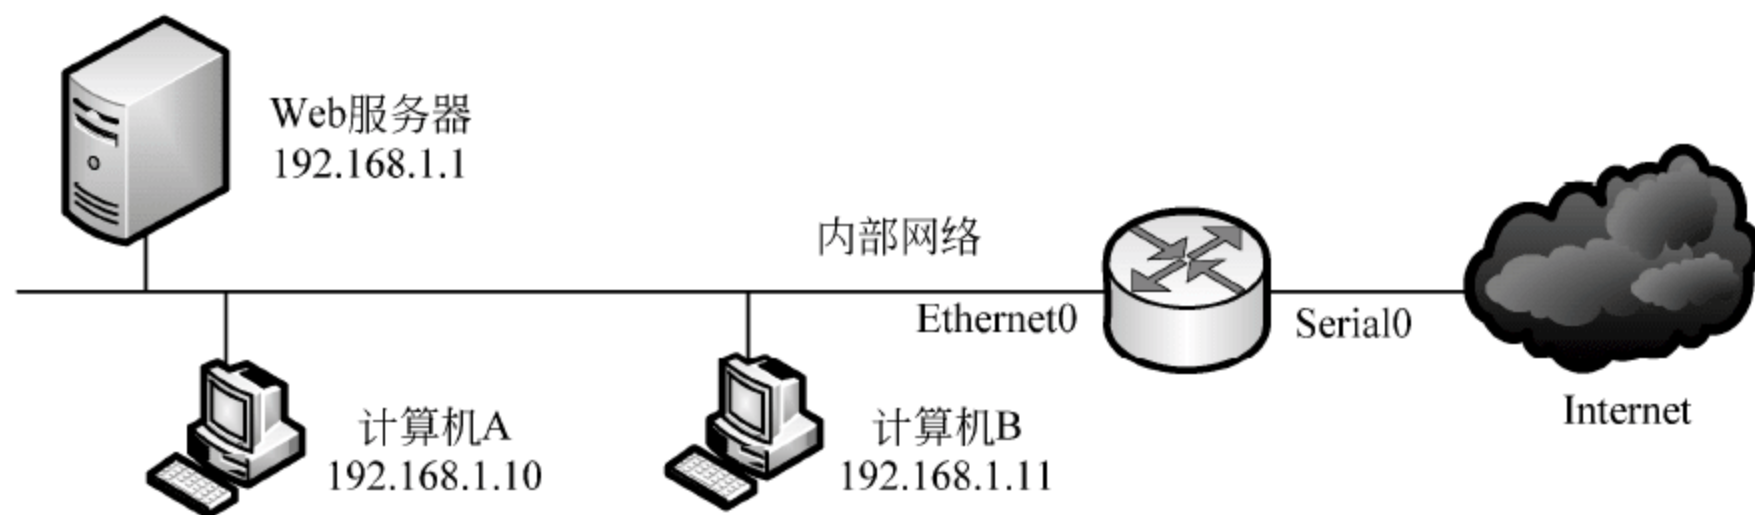 Web服务器
192.168.1.1
内部网络
Ethernet0
Serial0
Internet
计算机A
192.168.1.10
计算机B
192.168.1.11